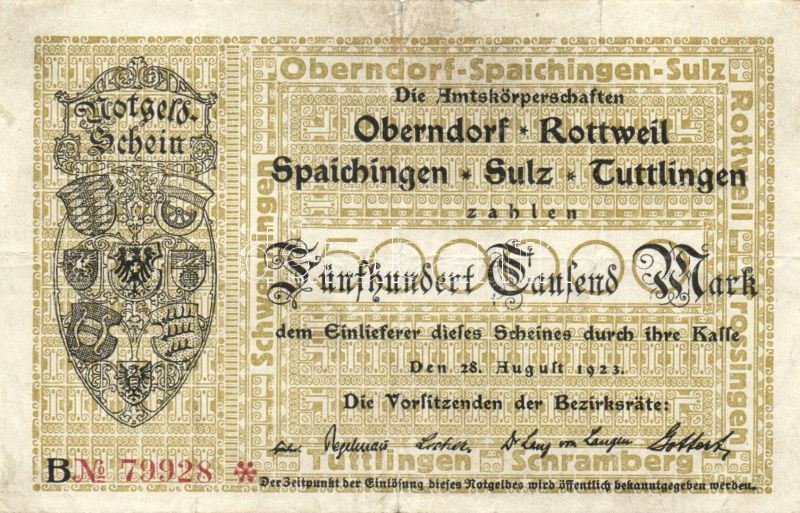 Notgeld-
Schein
Oberndorf-Spaichingen-Sulz
Die Amtskörperschaften
Oberndorf * Rottweil
Spaichingen * Sulz * Tuttlingen
zahlen
Fünfhundert Tausend Mark
dem Einlieferer dieses Scheines durch ihre Kasse
Den 28. August 1923.
Die Vorsitzenden der Bezirksräte:
Schwenningen
Rottweil Trossingen
Tuttlingen Schramberg
B № 79928 *
Der Zeitpunkt der Einlösung dieses Notgeldes wird öffentlich bekanntgegeben werden.